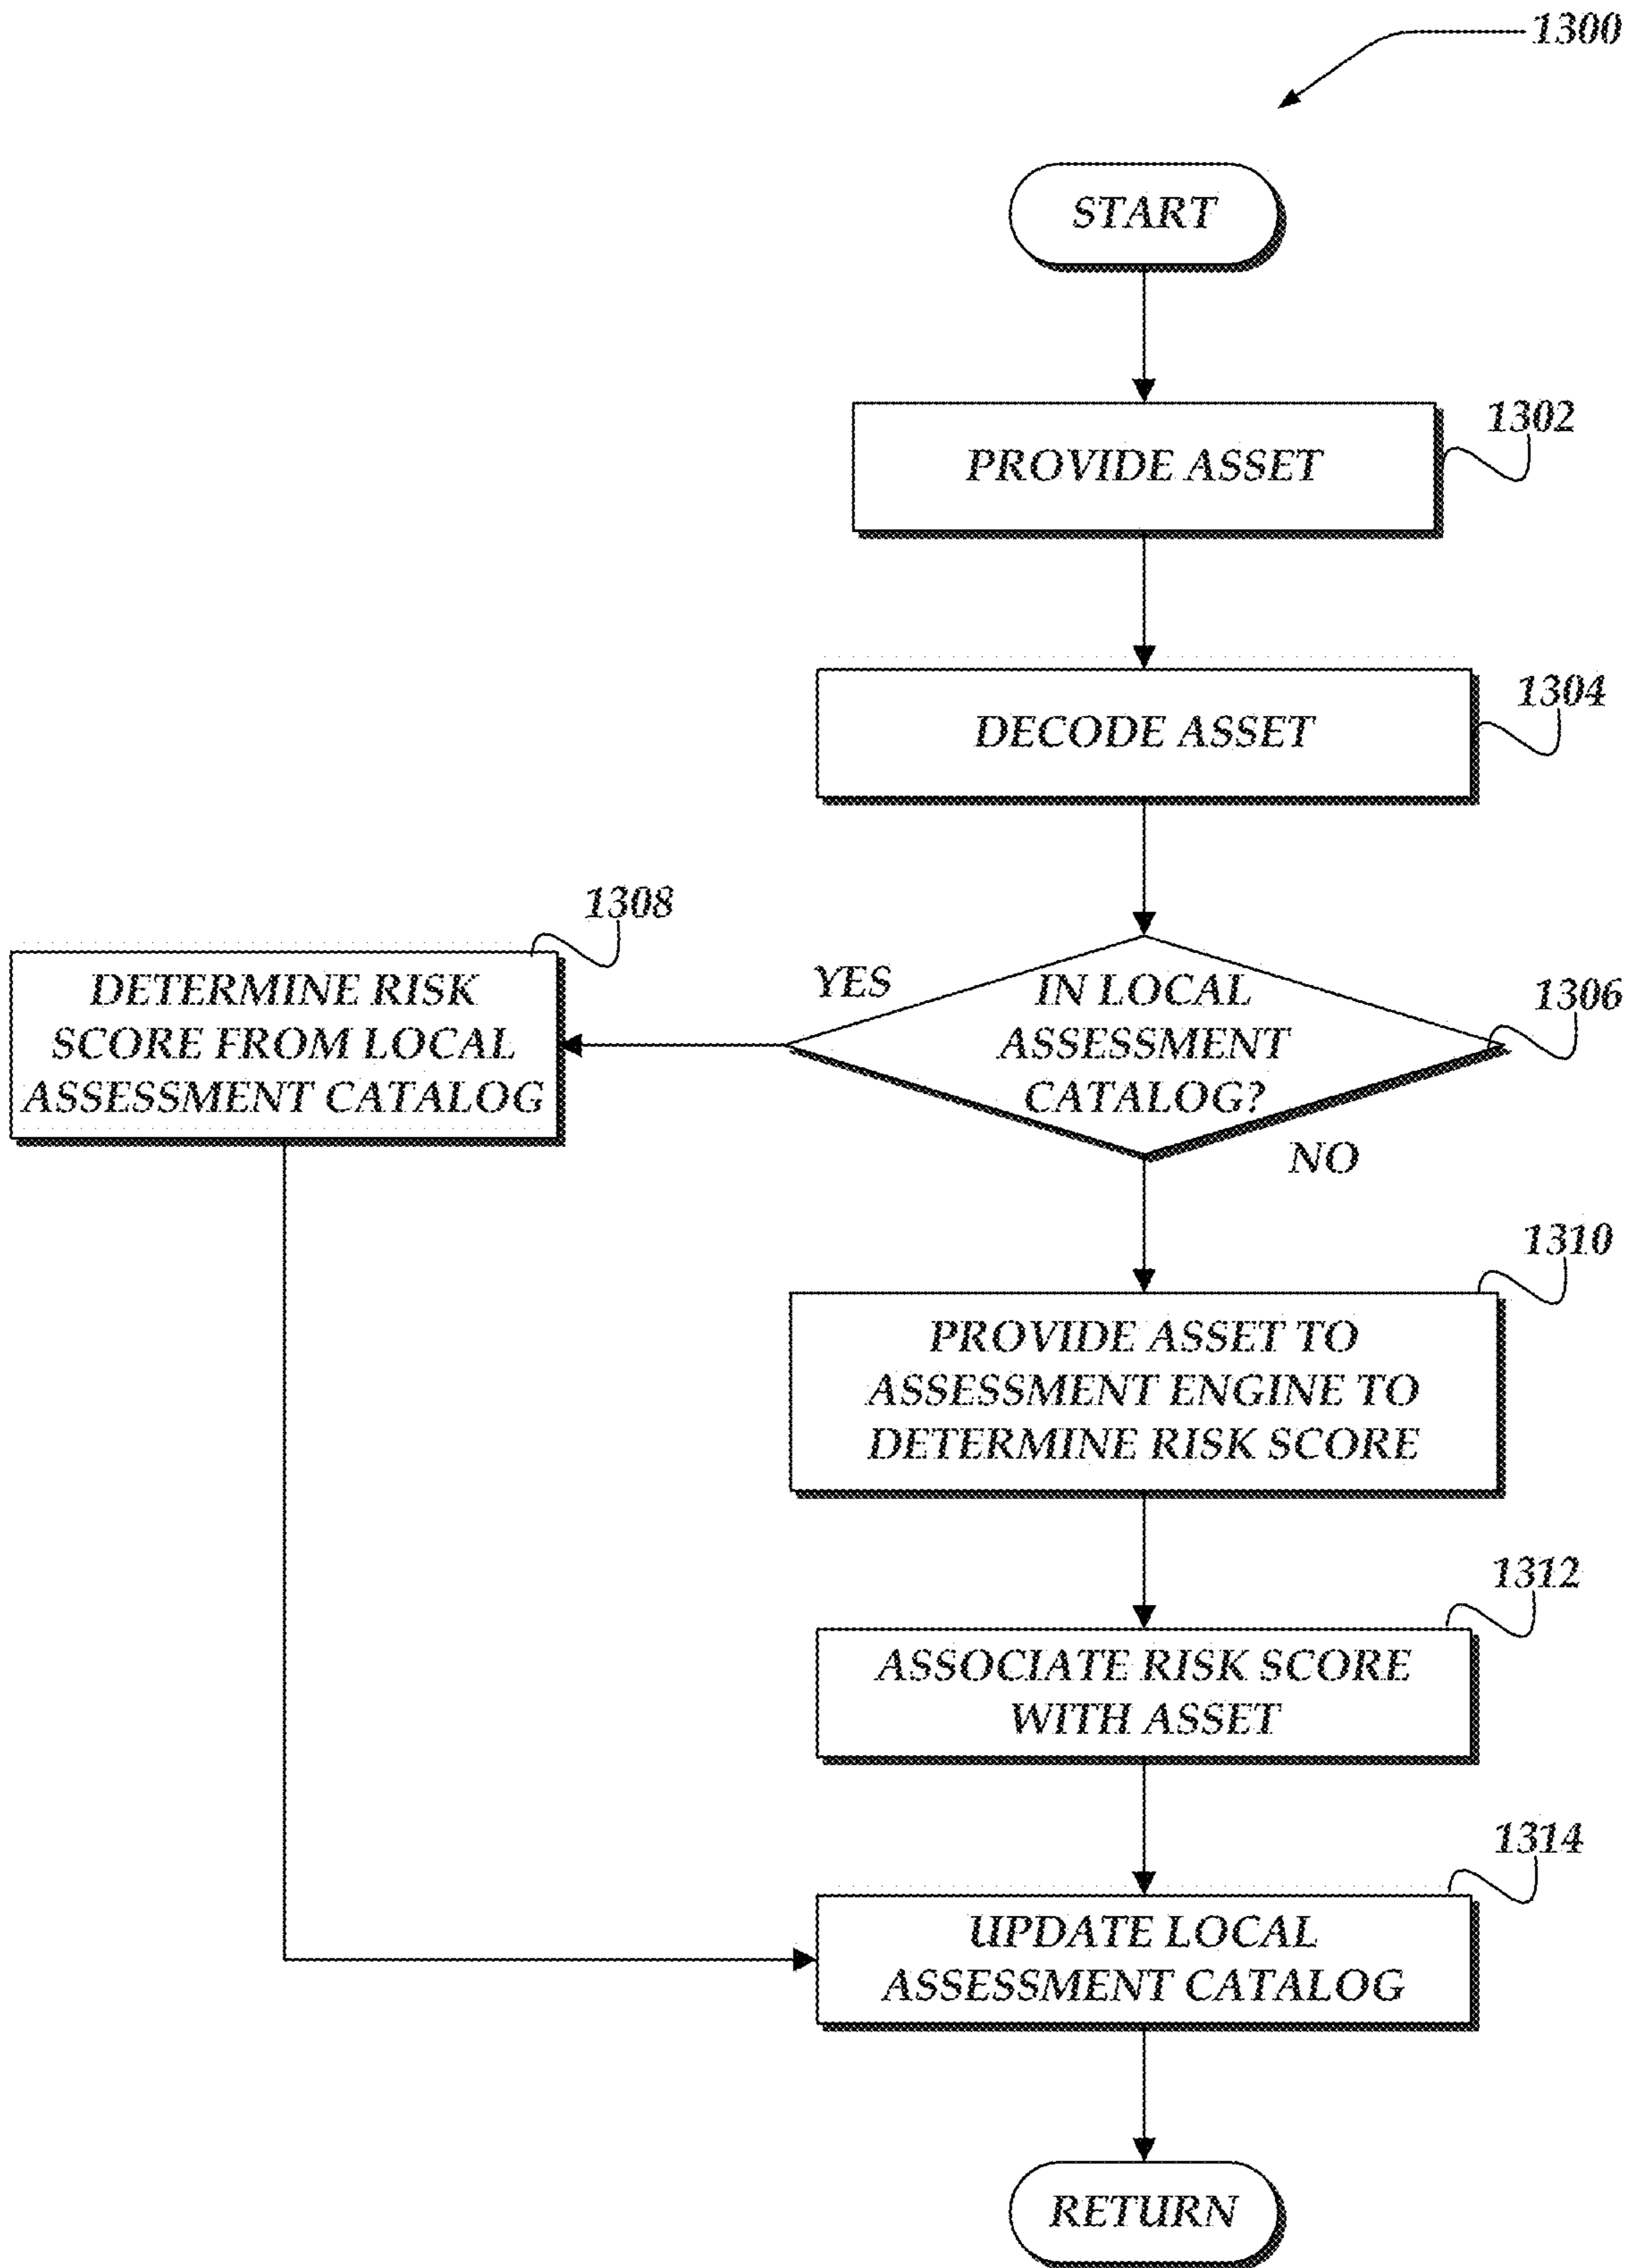 1300
START
1302
PROVIDE ASSET
1304
DECODE ASSET
1308
DETERMINE RISK
SCORE FROM LOCAL
ASSESSMENT CATALOG
YES
IN LOCAL
ASSESSMENT
CATALOG?
1306
NO
1310
PROVIDE ASSET TO
ASSESSMENT ENGINE TO
DETERMINE RISK SCORE
1312
ASSOCIATE RISK SCORE
WITH ASSET
1314
UPDATE LOCAL
ASSESSMENT CATALOG
RETURN